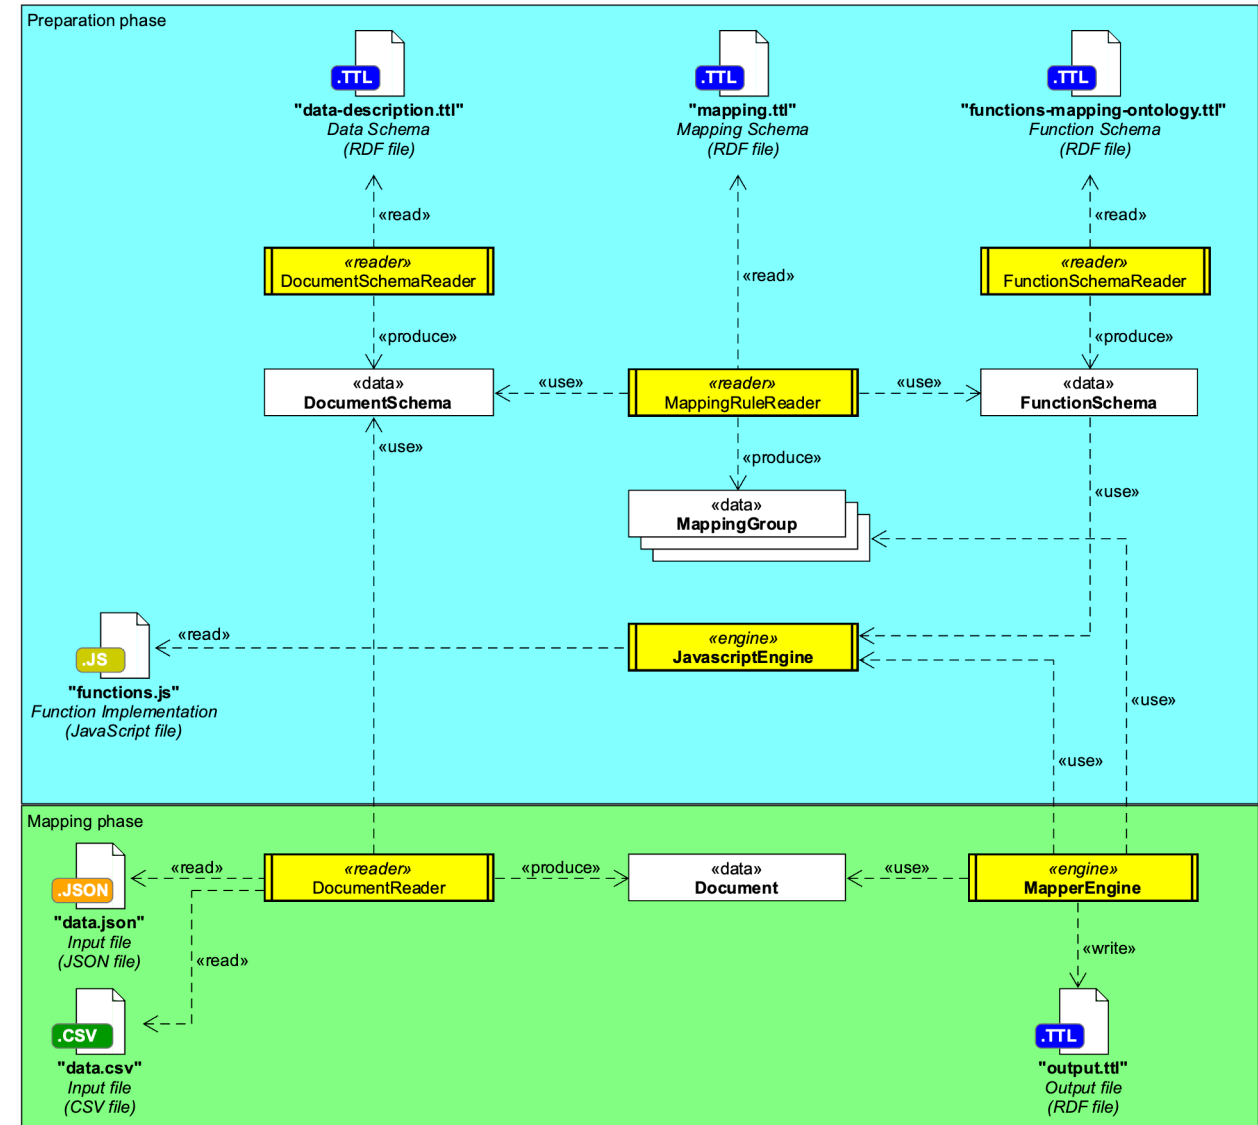 Preparation phase
.TTL
"data-description.ttl"
Data Schema
(RDF file)
.TTL
"mapping.ttl"
Mapping Schema
(RDF file)
.TTL
"functions-mapping-ontology.ttl"
Function Schema
(RDF file)
«read»
«read»
«reader»
DocumentSchemaReader
«reader»
FunctionSchemaReader
«read»
«produce»
«produce»
«data»
DocumentSchema
«use»
«reader»
MappingRuleReader
«use»
«data»
FunctionSchema
«use»
«produce»
«use»
«data»
MappingGroup
.JS
"functions.js"
Function Implementation
(JavaScript file)
«read»
«engine»
JavascriptEngine
«use»
«use»
Mapping phase
.JSON
"data.json"
Input file
(JSON file)
«read»
«reader»
DocumentReader
«produce»
«data»
Document
«use»
«engine»
MapperEngine
«read»
«write»
.CSV
"data.csv"
Input file
(CSV file)
.TTL
"output.ttl"
Output file
(RDF file)